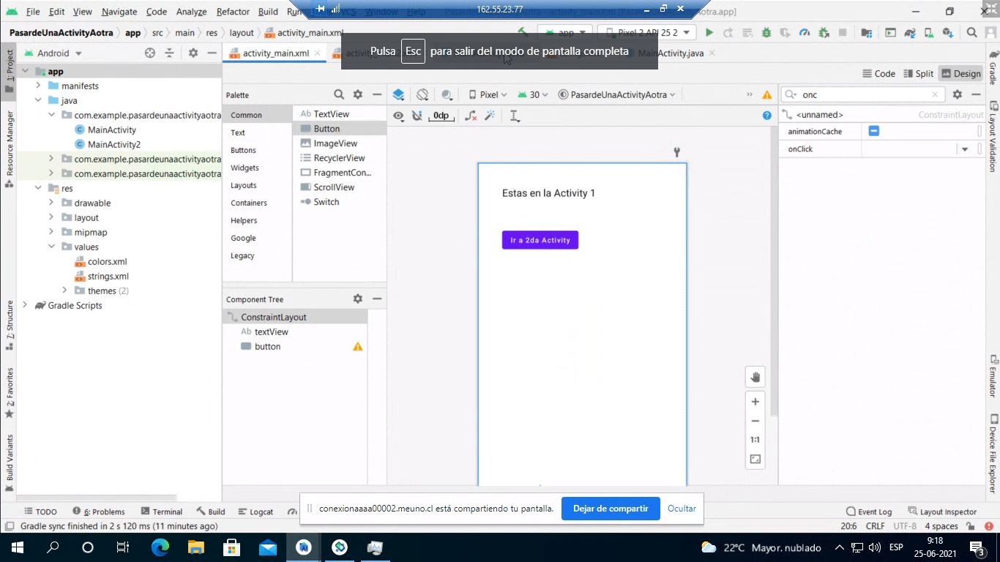 162.55.23.77
File Edit View Navigate Code Analyze Refactor Build Run VCS Window Help
PasardeUnaActivityAotra app src main res layout activity_main.xml
app Pixel 2 API 25 2
Pulsa Esc para salir del modo de pantalla completa
1: Project
Android
activity_main.xml
MainActivity.java
Code Split Design
app
manifests
java
com.example.pasardeunaactivityaotra
MainActivity
MainActivity2
com.example.pasardeunaactivityaotra
com.example.pasardeunaactivityaotra
res
drawable
layout
mipmap
values
colors.xml
strings.xml
themes (2)
Gradle Scripts
Resource Manager
7: Structure
2: Favorites
Build Variants
Palette
Common
Text
Buttons
Widgets
Layouts
Containers
Helpers
Google
Legacy
Ab TextView
Button
ImageView
RecyclerView
FragmentCon...
ScrollView
Switch
Component Tree
ConstraintLayout
Ab textView
button
Pixel 30 PasardeUnaActivityAotra
0dp
Estas en la Activity 1
Ir a 2da Activity
1:1
onc
<unnamed> ConstraintLayout
animationCache
onClick
Gradle
Layout Validation
Emulator
Device File Explorer
conexionaaaa00002.meuno.cl está compartiendo tu pantalla. Dejar de compartir Ocultar
TODO 6: Problems Terminal Build Logcat
Event Log Layout Inspector
Gradle sync finished in 2 s 120 ms (11 minutes ago)
20:6 CRLF UTF-8 4 spaces
22°C Mayor. nublado
ESP
9:18
25-06-2021
3